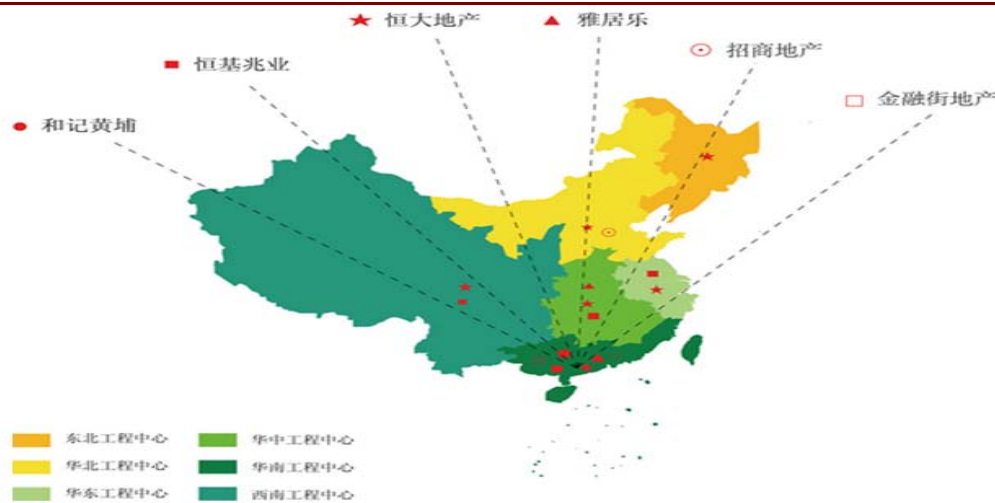 恒大地产
雅居乐
招商地产
恒基兆业
金融街地产
和记黄埔
东北工程中心
华中工程中心
华北工程中心
华南工程中心
华东工程中心
西南工程中心